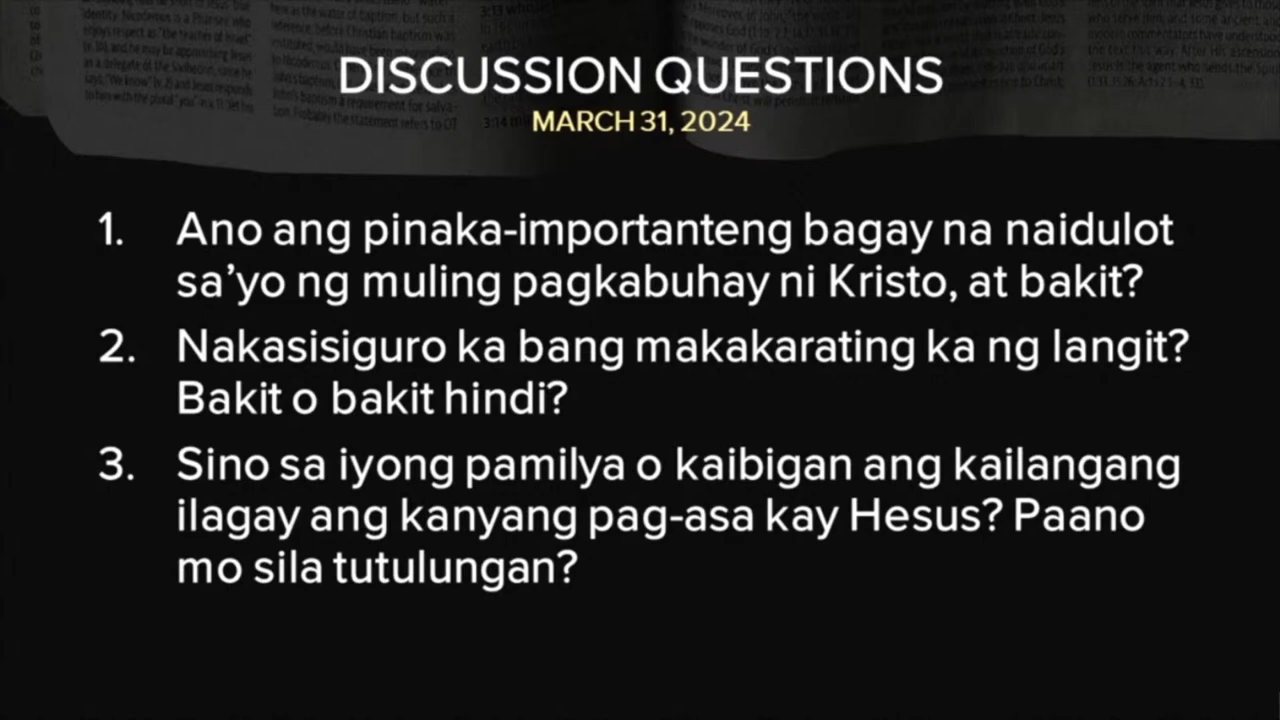 DISCUSSION QUESTIONS
MARCH 31, 2024
1. Ano ang pinaka-importanteng bagay na naidulot
sa’yo ng muling pagkabuhay ni Kristo, at bakit?
2. Nakasisiguro ka bang makakarating ka ng langit?
Bakit o bakit hindi?
3. Sino sa iyong pamilya o kaibigan ang kailangang
ilagay ang kanyang pag-asa kay Hesus? Paano
mo sila tutulungan?